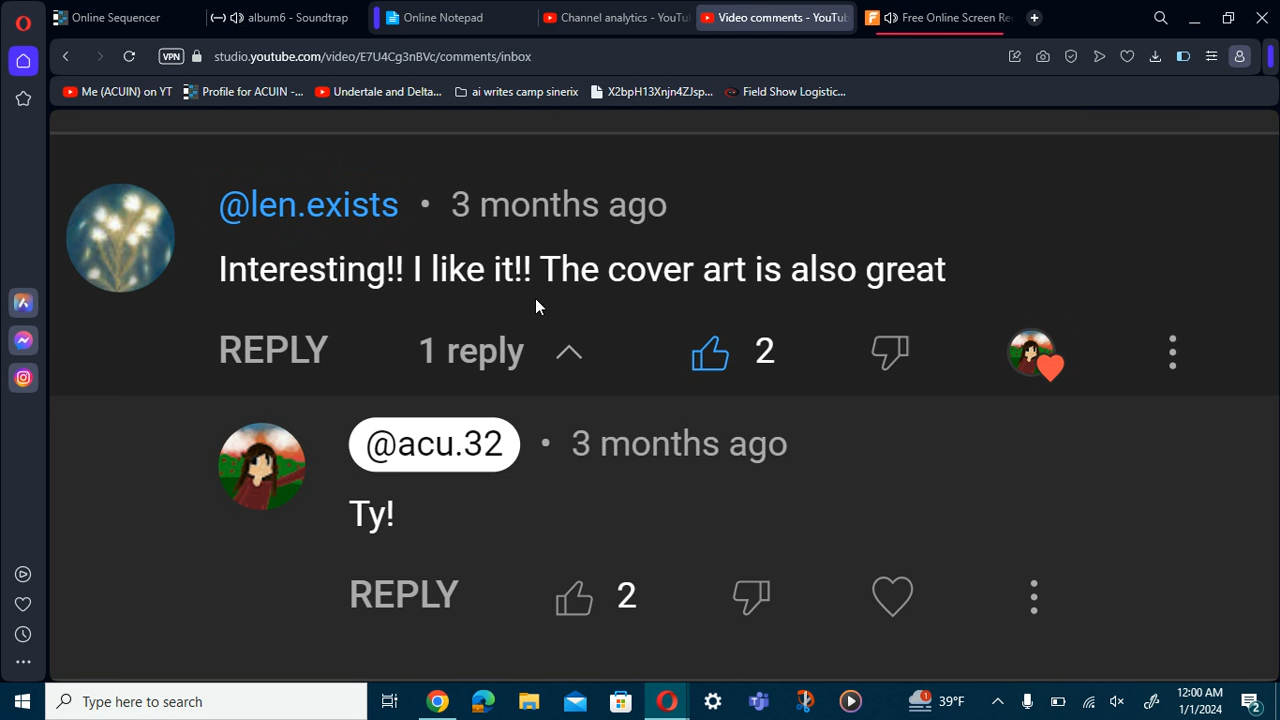 Online Sequencer
album6 - Soundtrap
Online Notepad
Channel analytics - YouTu
Video comments - YouTub
Free Online Screen Re
VPN
studio.youtube.com/video/E7U4Cg3nBVc/comments/inbox
Me (ACUIN) on YT
Profile for ACUIN -...
Undertale and Delta...
ai writes camp sinerix
X2bpH13Xnjn4ZJsp...
Field Show Logistic...
@len.exists • 3 months ago
Interesting!! I like it!! The cover art is also great
REPLY
1 reply
2
@acu.32 • 3 months ago
Ty!
REPLY
2
Type here to search
1
39°F
12:00 AM
1/1/2024
2